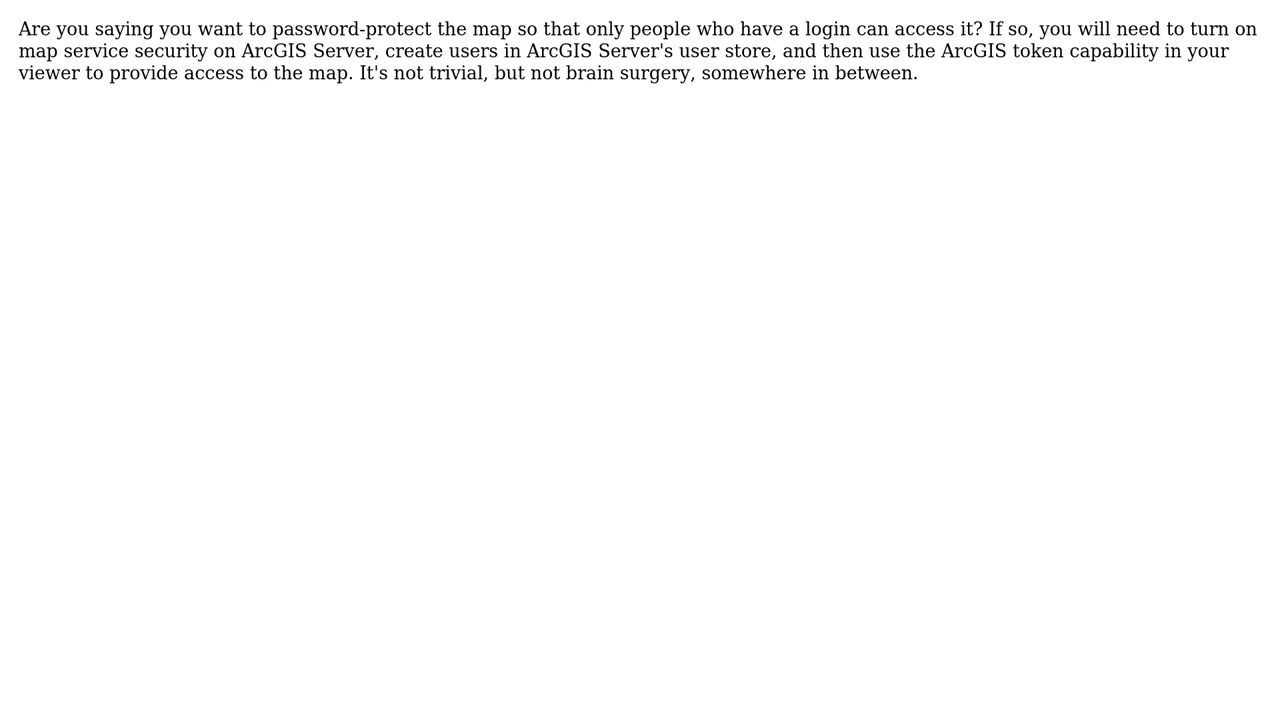 Are you saying you want to password-protect the map so that only people who have a login can access it? If so, you will need to turn on
map service security on ArcGIS Server, create users in ArcGIS Server's user store, and then use the ArcGIS token capability in your
viewer to provide access to the map. It's not trivial, but not brain surgery, somewhere in between.